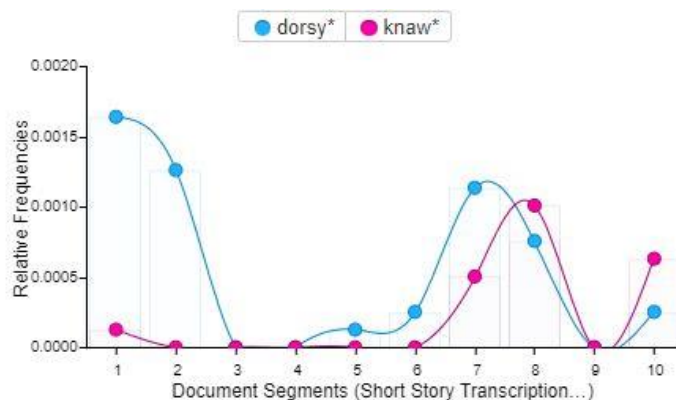 dorsy* knaw*
0.0020
0.0015
0.0010
0.0005
0.0000
Relative Frequencies
1 2 3 4 5 6 7 8 9 10
Document Segments (Short Story Transcription…)